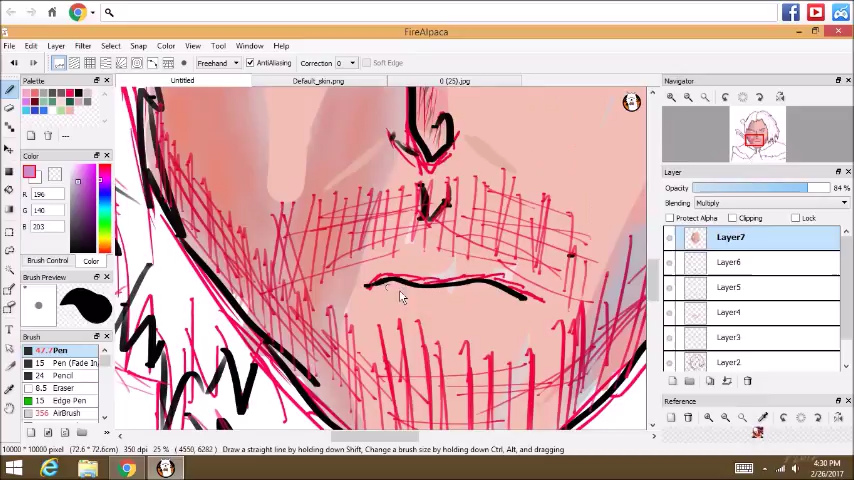 FireAlpaca
File Edit Layer Filter Select Snap Color View Tool Window Help
Freehand AntiAliasing Correction 0 Soft Edge
Palette
Untitled Default_skin.png 0 (25).jpg
Navigator
---
Color
R 196
G 140
B 203
Brush Control Color
Brush Preview
Brush
47.7 Pen
15 Pen (Fade In
24 Pencil
8.5 Eraser
15 Edge Pen
356 AirBrush
Layer
Opacity 84 %
Blending Multiply
Protect Alpha Clipping Lock
Layer7
Layer6
Layer5
Layer4
Layer3
Layer2
Reference
10000 * 10000 pixel (72.6 * 72.6cm) 350 dpi 25 % (4550, 6282) Draw a straight line by holding down Shift, Change a brush size by holding down Ctrl, Alt, and dragging
4:30 PM
2/26/2017